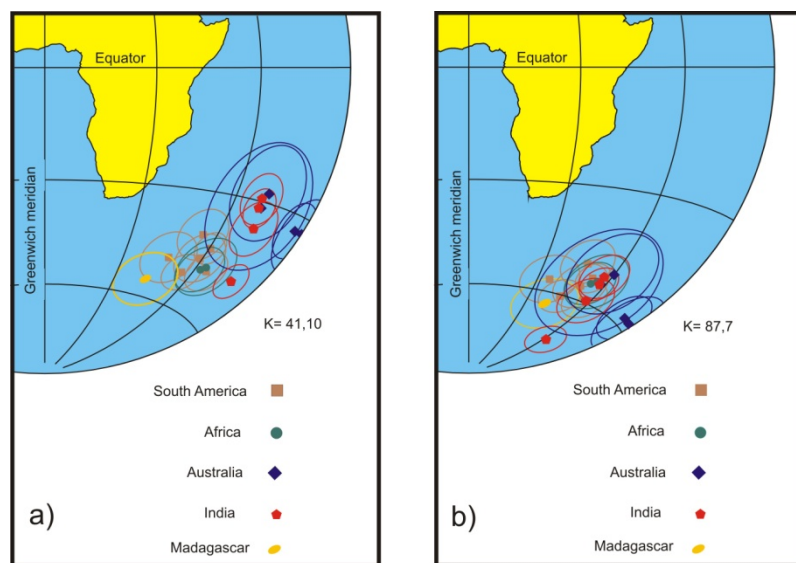 Equator
Greenwich meridian
K= 41,10
South America
Africa
Australia
India
Madagascar
a)
Equator
Greenwich meridian
K= 87,7
South America
Africa
Australia
India
Madagascar
b)